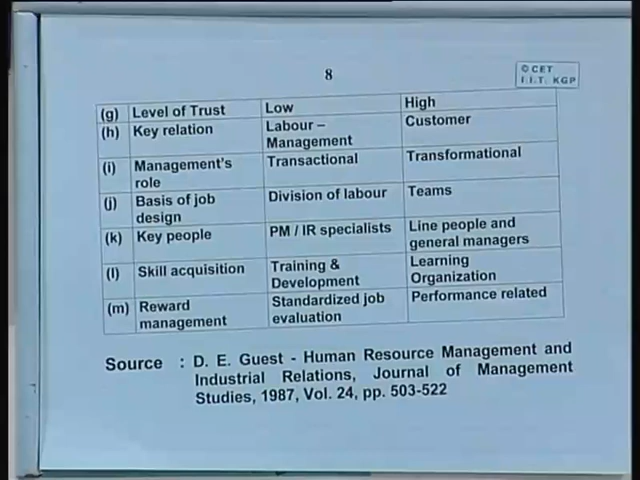 8
© CET
I.I.T. KGP
(g) Level of Trust Low High
(h) Key relation Labour – Customer
Management
(i) Management's Transactional Transformational
role
(j) Basis of job Division of labour Teams
design
(k) Key people PM / IR specialists Line people and
general managers
(l) Skill acquisition Training & Learning
Development Organization
(m) Reward Standardized job Performance related
management evaluation
Source : D. E. Guest - Human Resource Management and
Industrial Relations, Journal of Management
Studies, 1987, Vol. 24, pp. 503-522